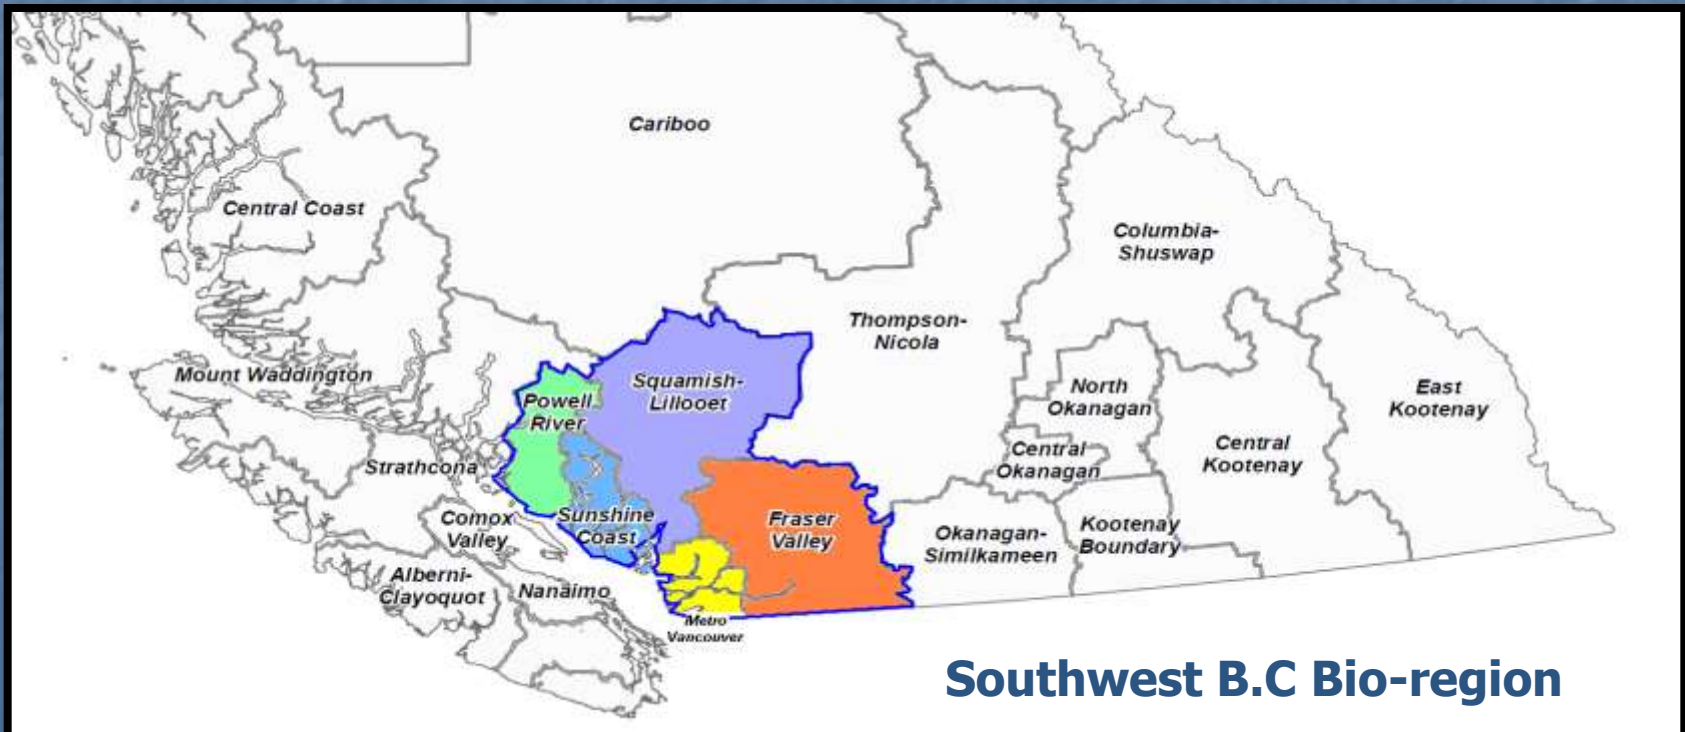 Cariboo
Central Coast
Columbia-
Shuswap
Thompson-
Nicola
Mount Waddington
Squamish-
Lillooet
Powell
River
North
Okanagan
East
Kootenay
Central
Okanagan
Central
Kootenay
Strathcona
Comox
Valley
Sunshine
Coast
Fraser
Valley
Okanagan-
Similkameen
Kootenay
Boundary
Alberni-
Clayoquot
Nanaimo
Metro
Vancouver
Southwest B.C Bio-region